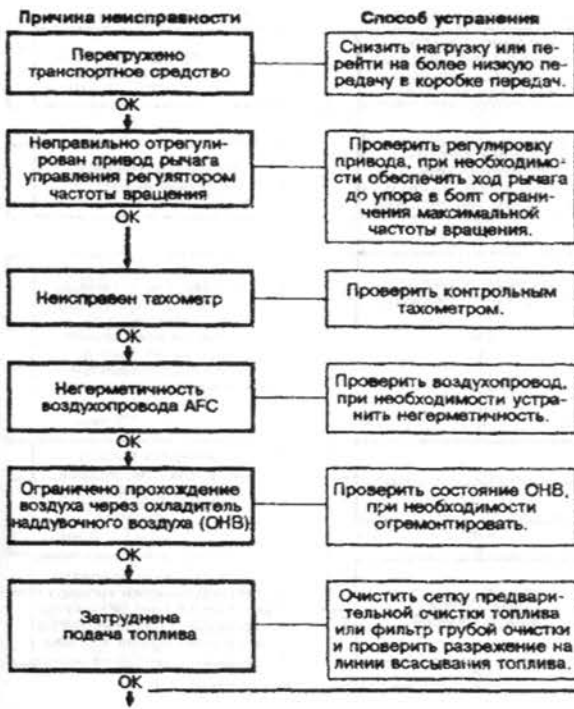 Причина неисправности
Способ устранения
Перегружено
транспортное средство
Снизить нагрузку или пе-
рейти на более низкую пе-
редачу в коробке передач.
OK
Неправильно отрегули-
рован привод рычага
управления регулятором
частоты вращения
Проверить регулировку
привода, при необходимо-
сти обеспечить ход рычага
до упора в болт ограни-
чения максимальной
частоты вращения.
OK
Неисправен тахометр
Проверить контрольным
тахометром.
OK
Негерметичность
воздухопровода AFC
Проверить воздухопровод,
при необходимости устра-
нить негерметичность.
OK
Ограничено прохождение
воздуха через охладитель
наддувочного воздуха (ОНВ)
Проверить состояние ОНВ,
при необходимости
отремонтировать.
OK
Затруднена
подача топлива
Очистить сетку предвари-
тельной очистки топлива
или фильтр грубой очистки
и проверить разрежение на
линии всасывания топлива.
OK